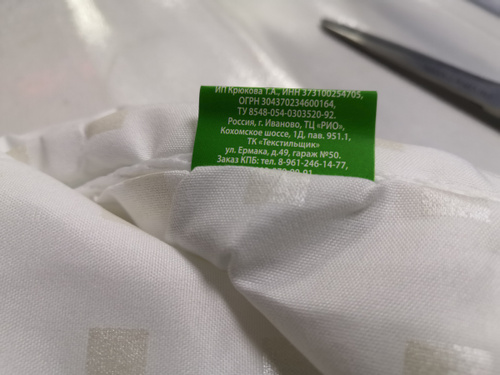 ИП Крюкова Т.А., ИНН 373100254705,
ОГРН 304370234600164,
ТУ 8548-054-0303520-92.
Россия, г. Иваново, ТЦ «РИО»,
Кохомское шоссе, 1Д, пав. 951.1,
ТК «Текстильщик»
ул. Ермака, д.49, гараж №50.
Заказ КПБ: тел. 8-961-246-14-77,